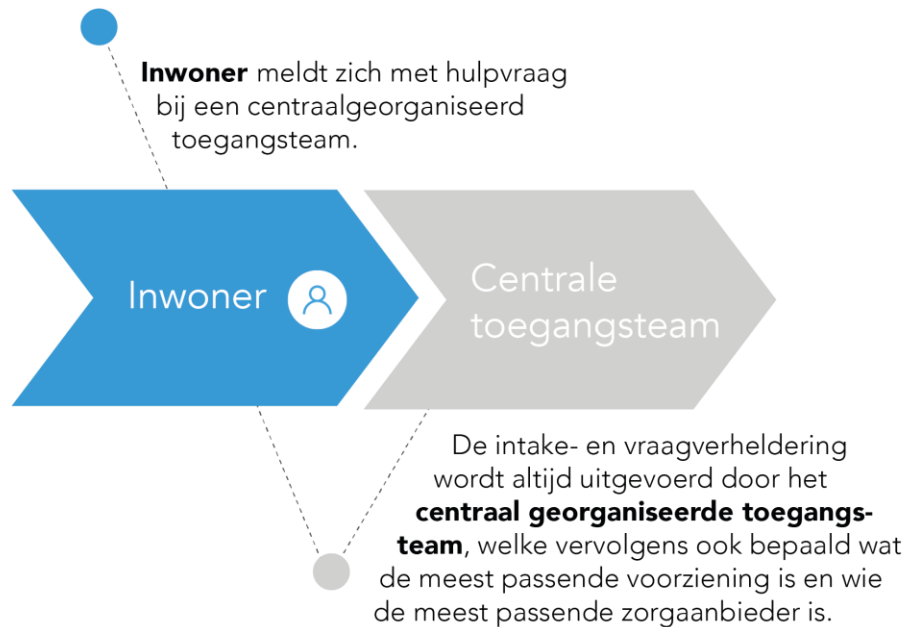 Inwoner meldt zich met hulpvraag
bij een centraalgeorganiseerd
toegangsteam.
Inwoner
Centrale
toegangsteam
De intake- en vraagverheldering
wordt altijd uitgevoerd door het
centraal georganiseerde toegangs-
team, welke vervolgens ook bepaald wat
de meest passende voorziening is en wie
de meest passende zorgaanbieder is.